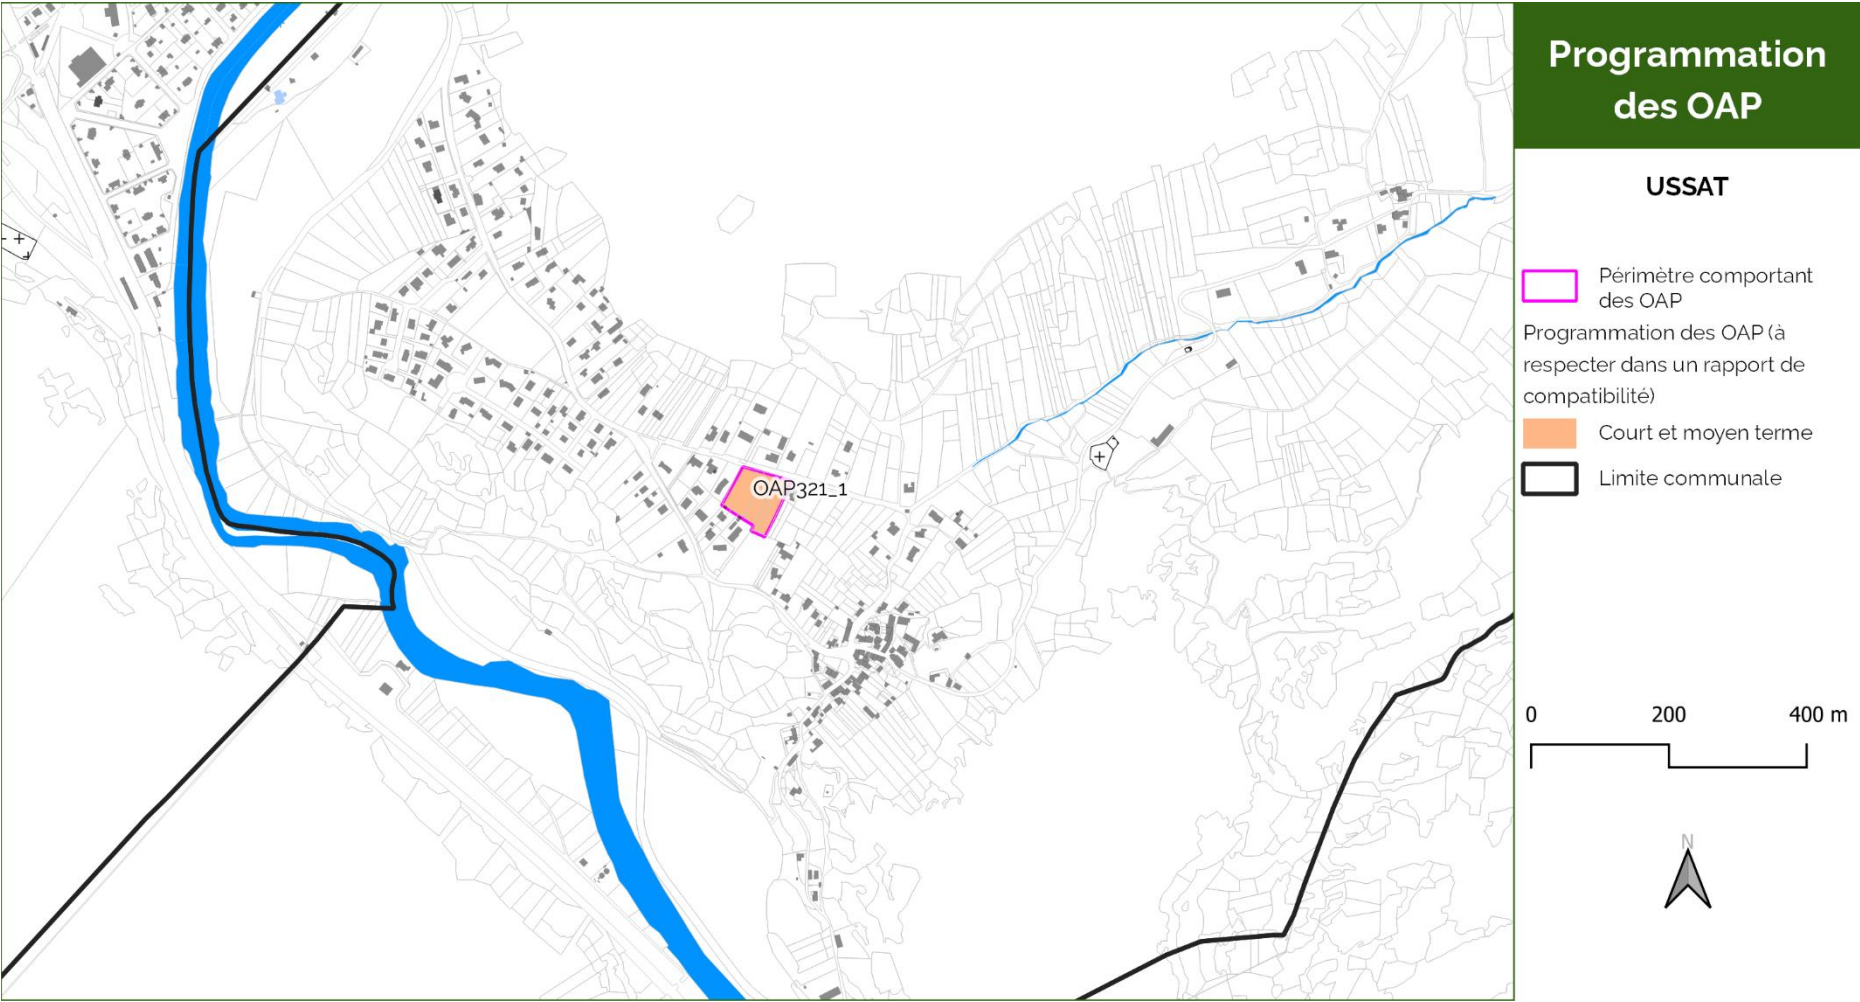 Programmation
des OAP
USSAT
Périmètre comportant
des OAP
Programmation des OAP (à
respecter dans un rapport de
compatibilité)
Court et moyen terme
Limite communale
0 200 400 m
N
OAP321_1